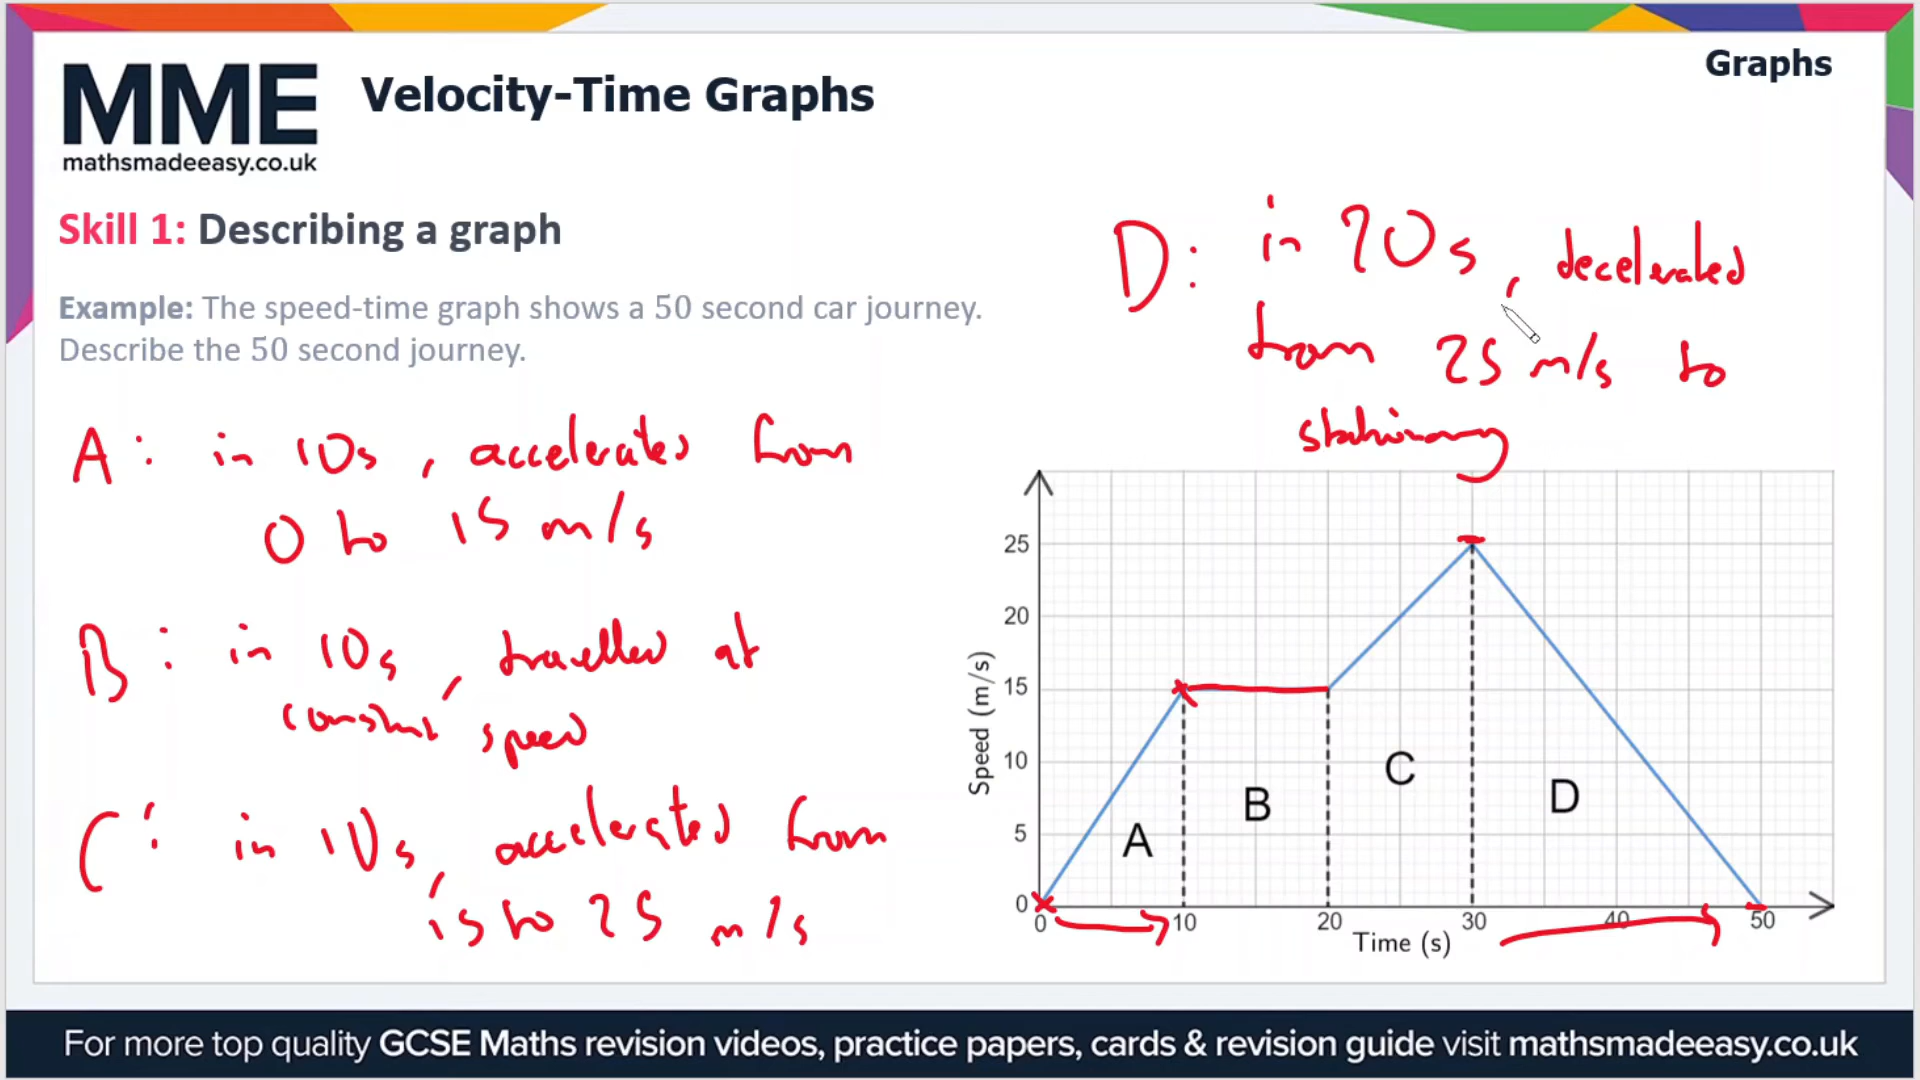 MME
mathsmadeeasy.co.uk
Velocity-Time Graphs
Graphs
Skill 1: Describing a graph
Example: The speed-time graph shows a 50 second car journey.
Describe the 50 second journey.
A: in 10s, accelerates from
0 to 15 m/s
B: in 10s, travelled at
constant speed
C: in 10s, accelerated from
15 to 25 m/s
D: in 20s, decelerated
from 25 m/s to
stationary
25
20
15
10
5
0
Speed (m/s)
A
B
C
D
0 10 20 30 40 50
Time (s)
For more top quality GCSE Maths revision videos, practice papers, cards & revision guide visit mathsmadeeasy.co.uk